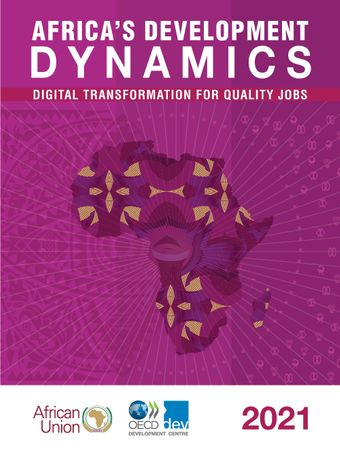 AFRICA'S DEVELOPMENT
DYNAMICS
DIGITAL TRANSFORMATION FOR QUALITY JOBS
African
Union
OECD
dev
DEVELOPMENT CENTRE
2021